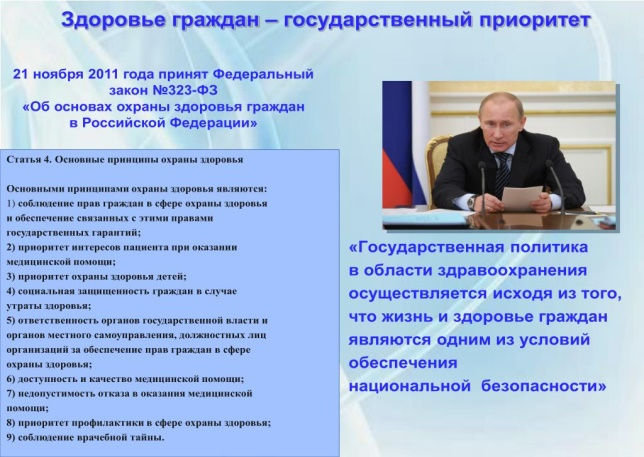 Здоровье граждан – государственный приоритет
21 ноября 2011 года принят Федеральный
закон №323-ФЗ
«Об основах охраны здоровья граждан
в Российской Федерации»
Статья 4. Основные принципы охраны здоровья
Основными принципами охраны здоровья являются:
1) соблюдение прав граждан в сфере охраны здоровья
и обеспечение связанных с этими правами
государственных гарантий;
2) приоритет интересов пациента при оказании
медицинской помощи;
3) приоритет охраны здоровья детей;
4) социальная защищенность граждан в случае
утраты здоровья;
5) ответственность органов государственной власти и
органов местного самоуправления, должностных лиц
организаций за обеспечение прав граждан в сфере
охраны здоровья;
6) доступность и качество медицинской помощи;
7) недопустимость отказа в оказания медицинской
помощи;
8) приоритет профилактики в сфере охраны здоровья;
9) соблюдение врачебной тайны.
«Государственная политика
в области здравоохранения
осуществляется исходя из того,
что жизнь и здоровье граждан
являются одним из условий
обеспечения
национальной безопасности»